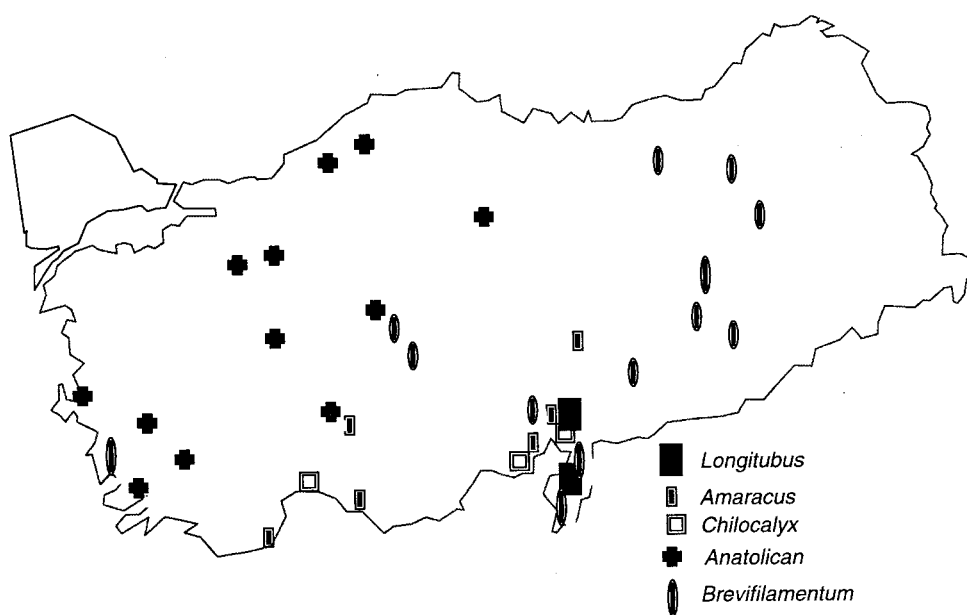 Longitubus
Amaracus
Chilocalyx
Anatolican
Brevifilamentum